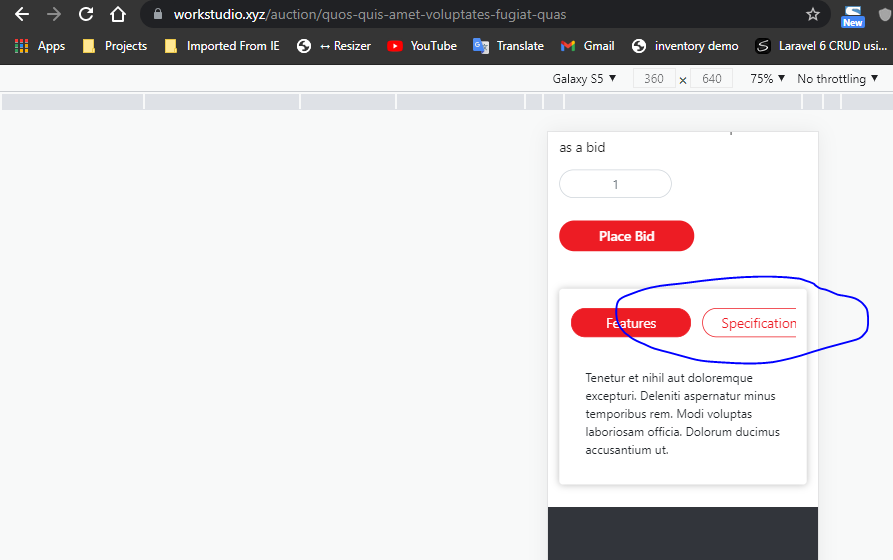 workstudio.xyz/auction/quos-quis-amet-voluptates-fugiat-quas
New
Apps Projects Imported From IE ↔ Resizer YouTube Translate Gmail inventory demo Laravel 6 CRUD usi...
Galaxy S5 ▼ 360 × 640 75% ▼ No throttling ▼
as a bid
1
Place Bid
Features Specification
Tenetur et nihil aut doloremque
excepturi. Deleniti aspernatur minus
temporibus rem. Modi voluptas
laboriosam officia. Dolorum ducimus
accusantium ut.